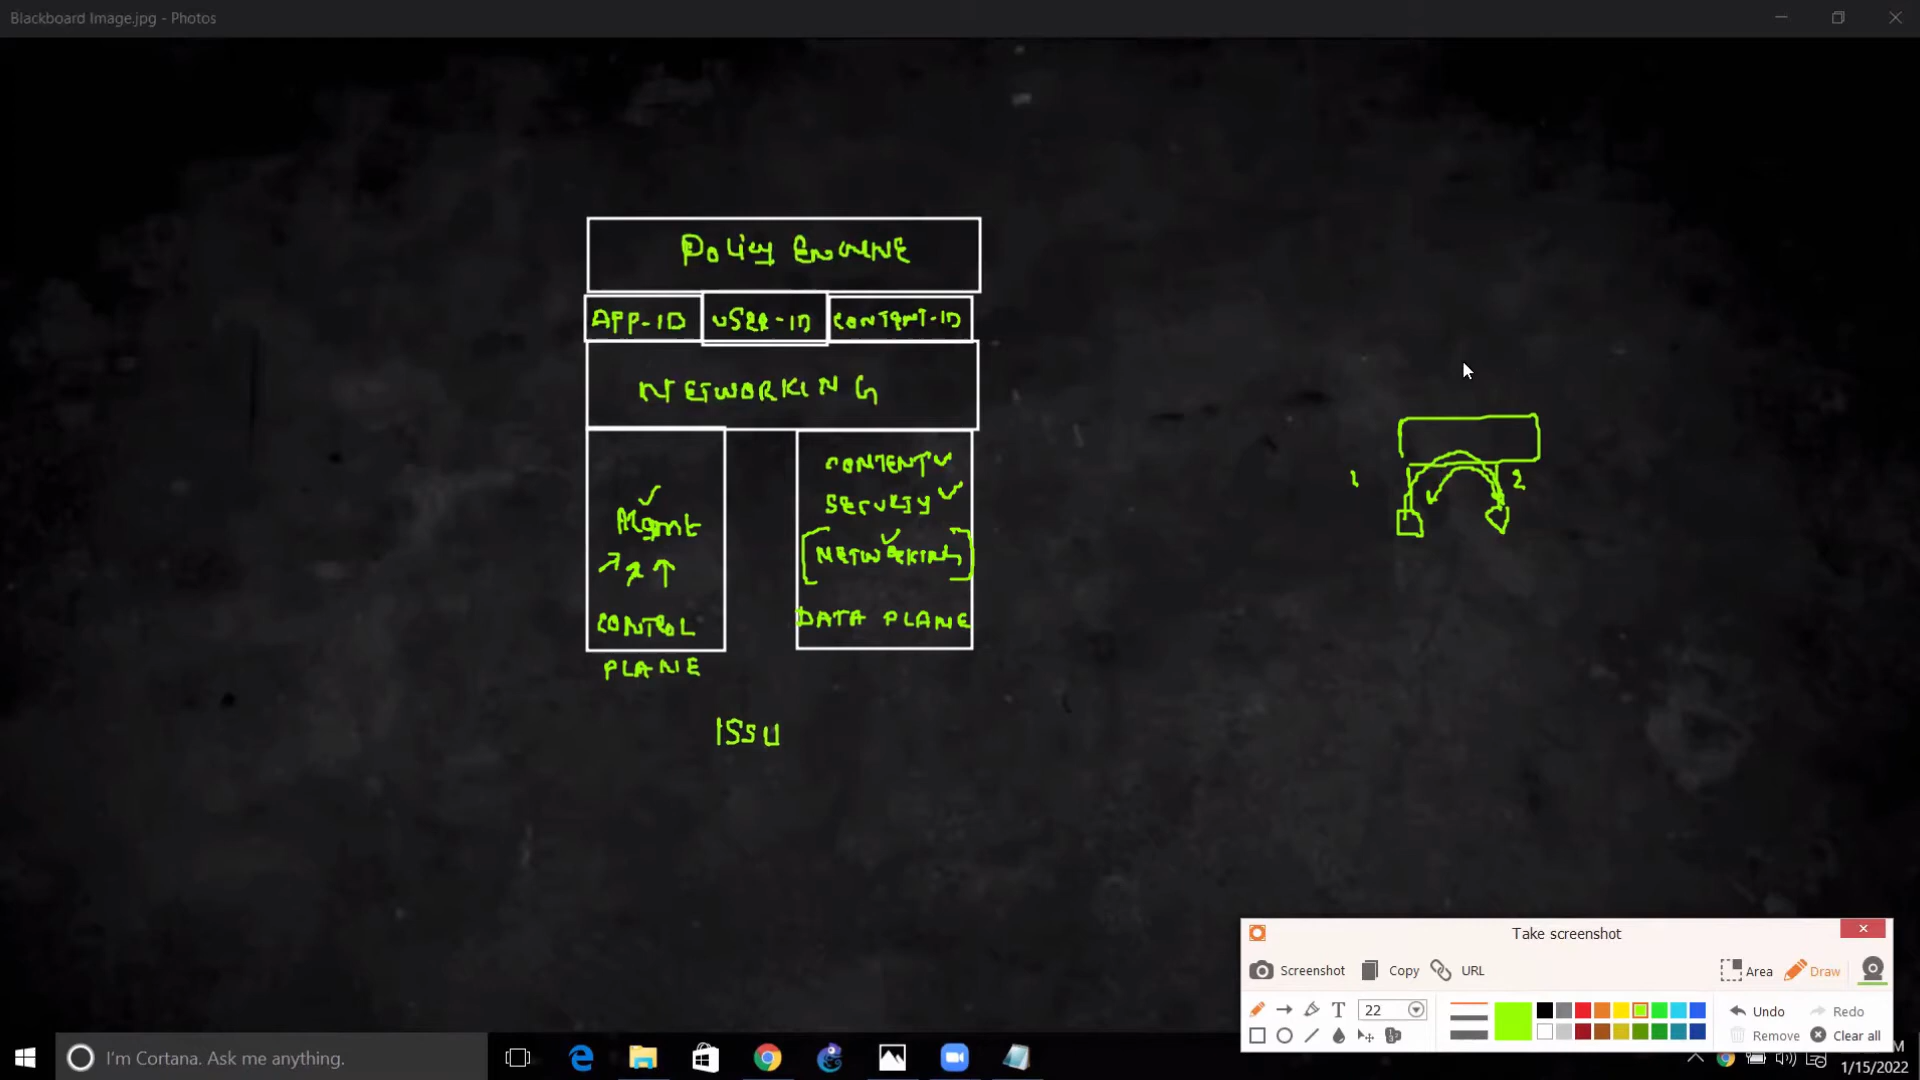 Blackboard Image.jpg - Photos
Policy ENGINE
APP-ID USER-ID CONTENT-ID
NETWORKING
CONTENT
SECURITY
Mgmt
NETWORKING
CONTROL
DATA PLANE
PLANE
ISSU
1 2
Take screenshot
Screenshot Copy URL Area Draw
T 22 Undo Redo
Remove Clear all
I'm Cortana. Ask me anything.
M
1/15/2022